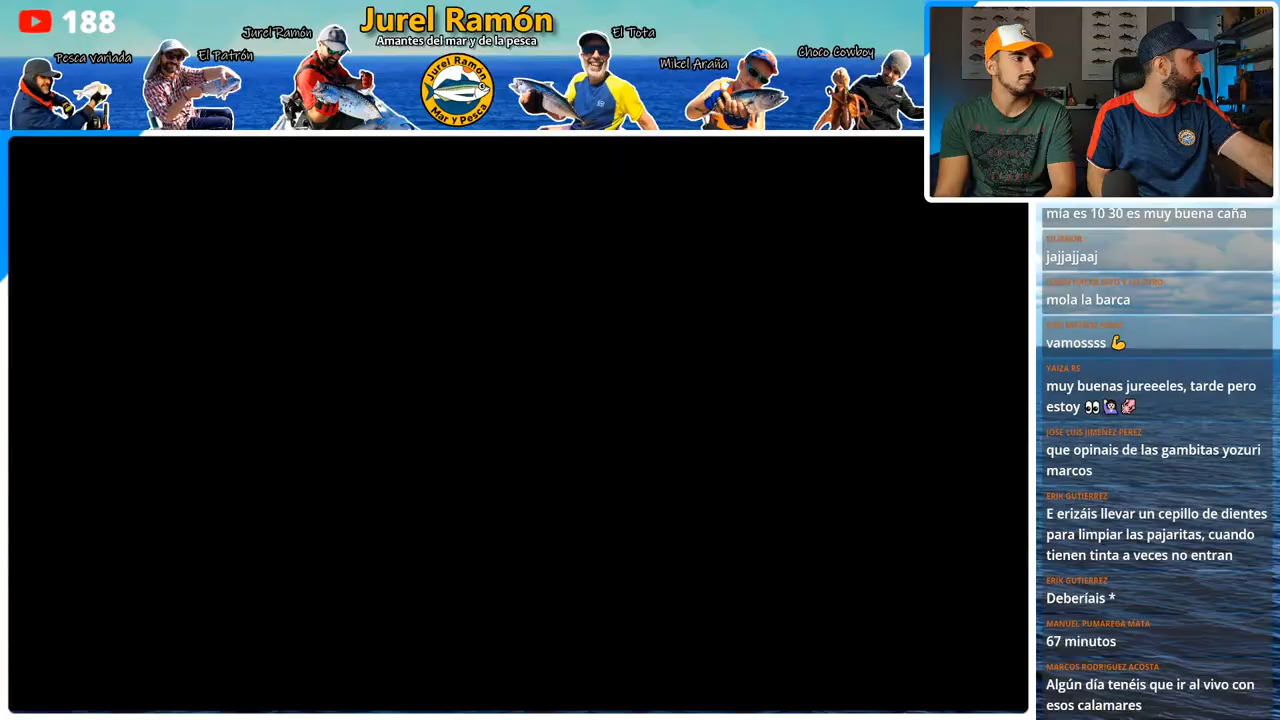 188
Jurel Ramón
Amantes del mar y de la pesca
Pesca variada
El Patrón
Jurel Ramón
Jurel Ramón
Mar y Pesca
El Tota
Mikel Araña
Choco Cowboy
mía es 10 30 es muy buena caña
jajjajjaaj
mola la barca
vamossss 💪
YAIZA RS
muy buenas jureeeles, tarde pero
estoy 👀🙋🏻‍♀️🦑
JOSE LUIS JIMENEZ PEREZ
que opinais de las gambitas yozuri
marcos
ERIK GUTIERREZ
E erizáis llevar un cepillo de dientes
para limpiar las pajaritas, cuando
tienen tinta a veces no entran
ERIK GUTIERREZ
Deberíais *
MANUEL PUMAREGA MATA
67 minutos
MARCOS RODRIGUEZ ACOSTA
Algún día tenéis que ir al vivo con
esos calamares